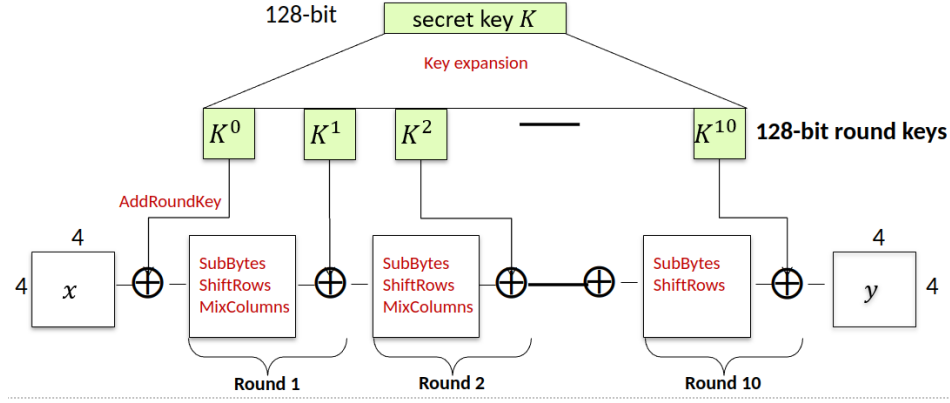 128-bit
secret key K
Key expansion
K⁰
K¹
K²
K¹⁰
128-bit round keys
AddRoundKey
4
4
x
SubBytes
ShiftRows
MixColumns
SubBytes
ShiftRows
MixColumns
SubBytes
ShiftRows
4
y
4
Round 1
Round 2
Round 10